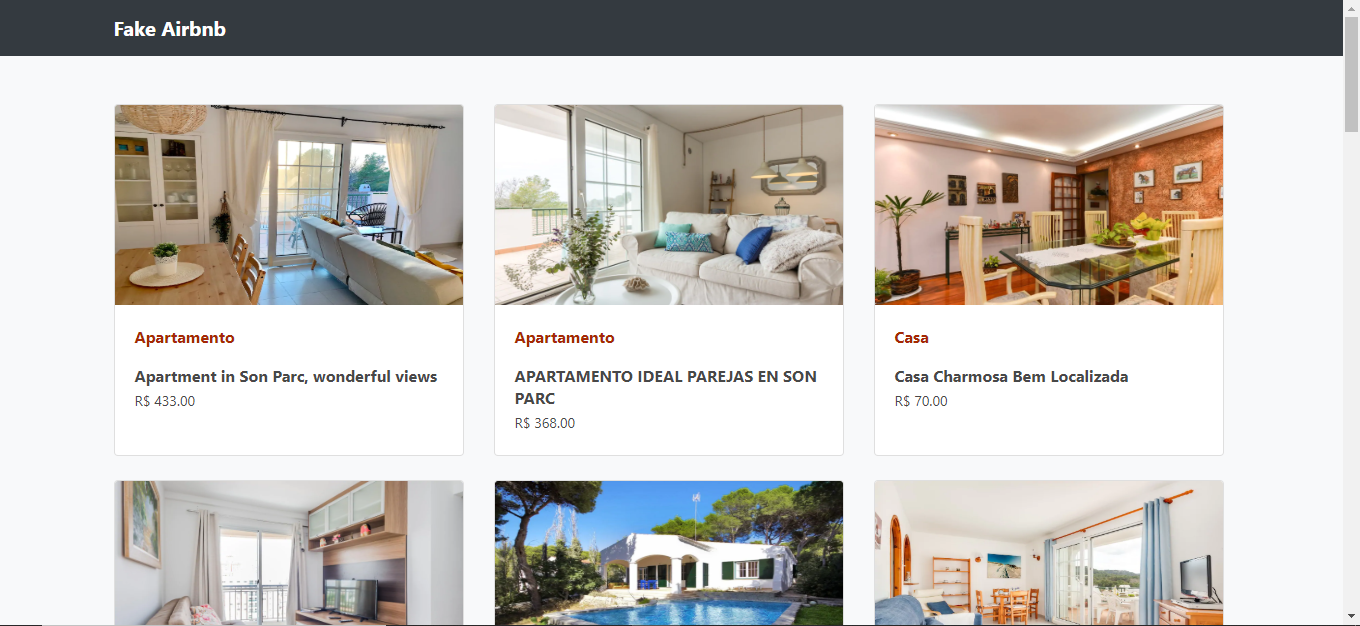 Fake Airbnb
Apartamento
Apartment in Son Parc, wonderful views
R$ 433.00
Apartamento
APARTAMENTO IDEAL PAREJAS EN SON
PARC
R$ 368.00
Casa
Casa Charmosa Bem Localizada
R$ 70.00